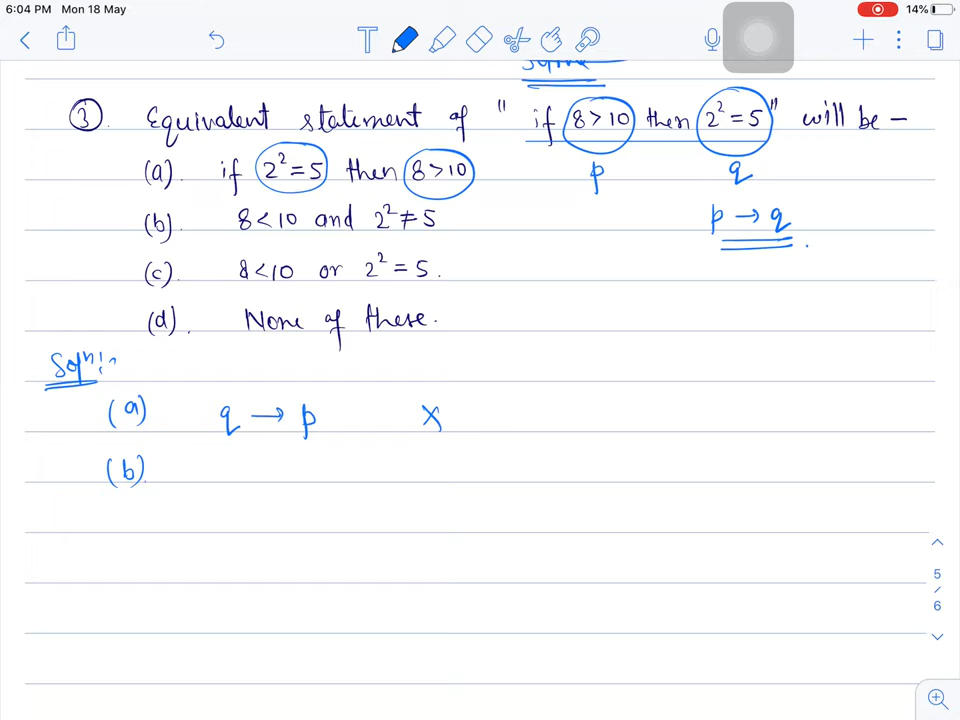 6:04 PM Mon 18 May 14%
T
③. Equivalent statement of " if 8 > 10 then 2² = 5" will be –
(a). if 2² = 5 then 8 > 10 p q
(b). 8 < 10 and 2² ≠ 5 p → q.
(c). 8 < 10 or 2² = 5.
(d). None of these.
Solⁿ:
(a) q → p X
(b).
5
/
6